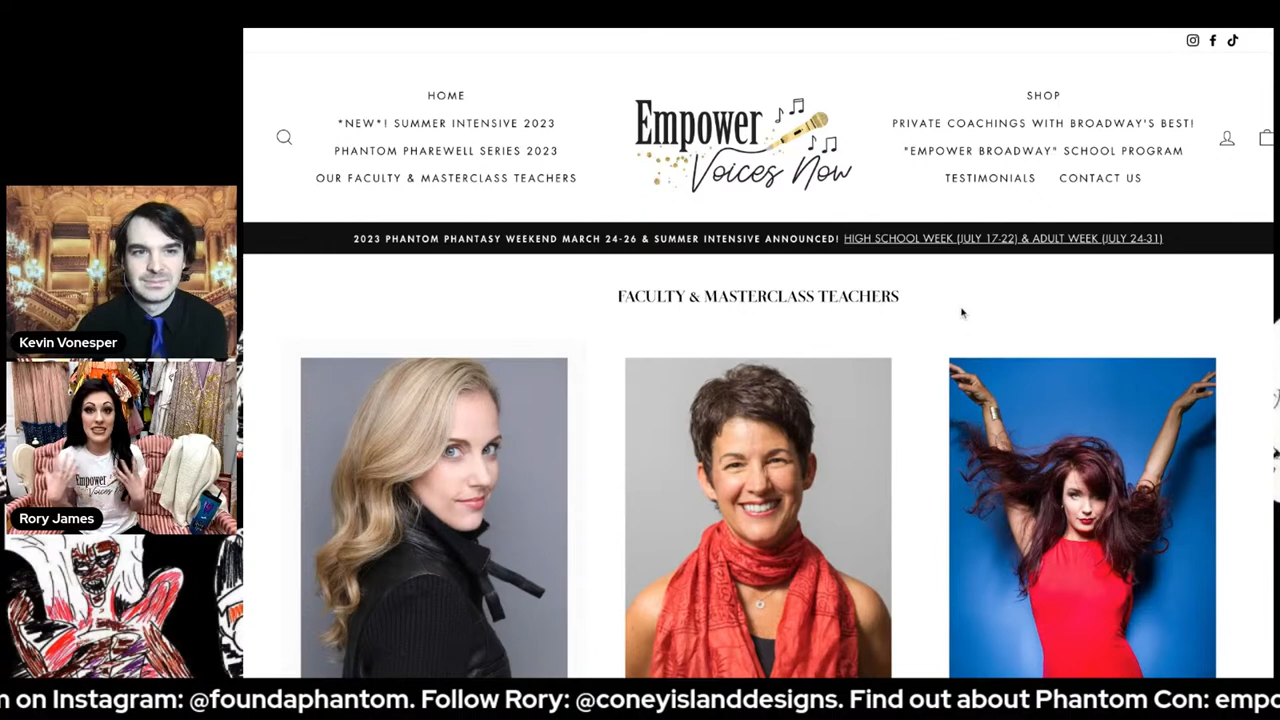 HOME
*NEW*! SUMMER INTENSIVE 2023
PHANTOM PHAREWELL SERIES 2023
OUR FACULTY & MASTERCLASS TEACHERS
Empower
Voices Now
SHOP
PRIVATE COACHINGS WITH BROADWAY'S BEST!
"EMPOWER BROADWAY" SCHOOL PROGRAM
TESTIMONIALS CONTACT US
2023 PHANTOM PHANTASY WEEKEND MARCH 24-26 & SUMMER INTENSIVE ANNOUNCED! HIGH SCHOOL WEEK (JULY 17-22) & ADULT WEEK (JULY 24-31)
FACULTY & MASTERCLASS TEACHERS
Kevin Vonesper
Empower
Voices
Rory James
m on Instagram: @foundaphantom. Follow Rory: @coneyislanddesigns. Find out about Phantom Con: empo